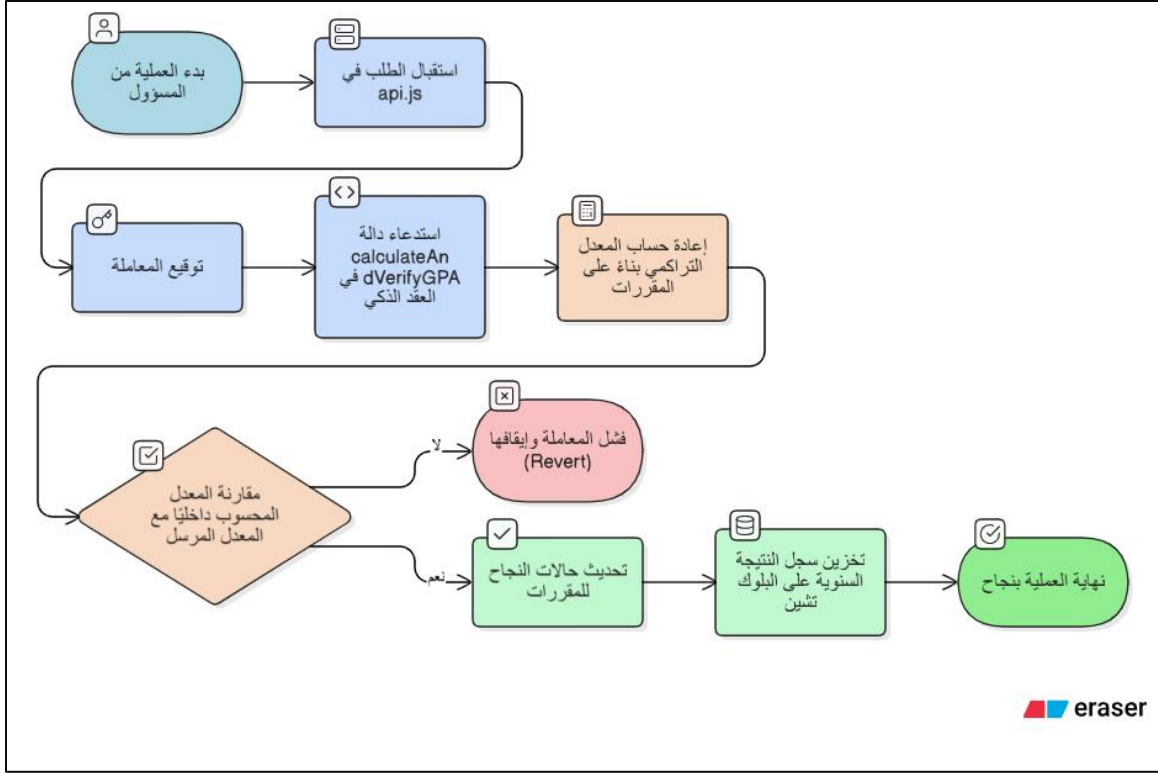 بدء العملية من
المسؤول
استقبال الطلب في
api.js
توقيع المعاملة
استدعاء دالة
calculateAn
dVerifyGPA في
العقد الذكي
إعادة حساب المعدل
التراكمي بناءً على
المقررات
مقارنة المعدل
المحسوب داخليًا مع
المعدل المرسل
لا
فشل المعاملة وإيقافها
(Revert)
نعم
تحديث حالات النجاح
للمقررات
تخزين سجل النتيجة
السنوية على البلوك
تشين
نهاية العملية بنجاح
eraser